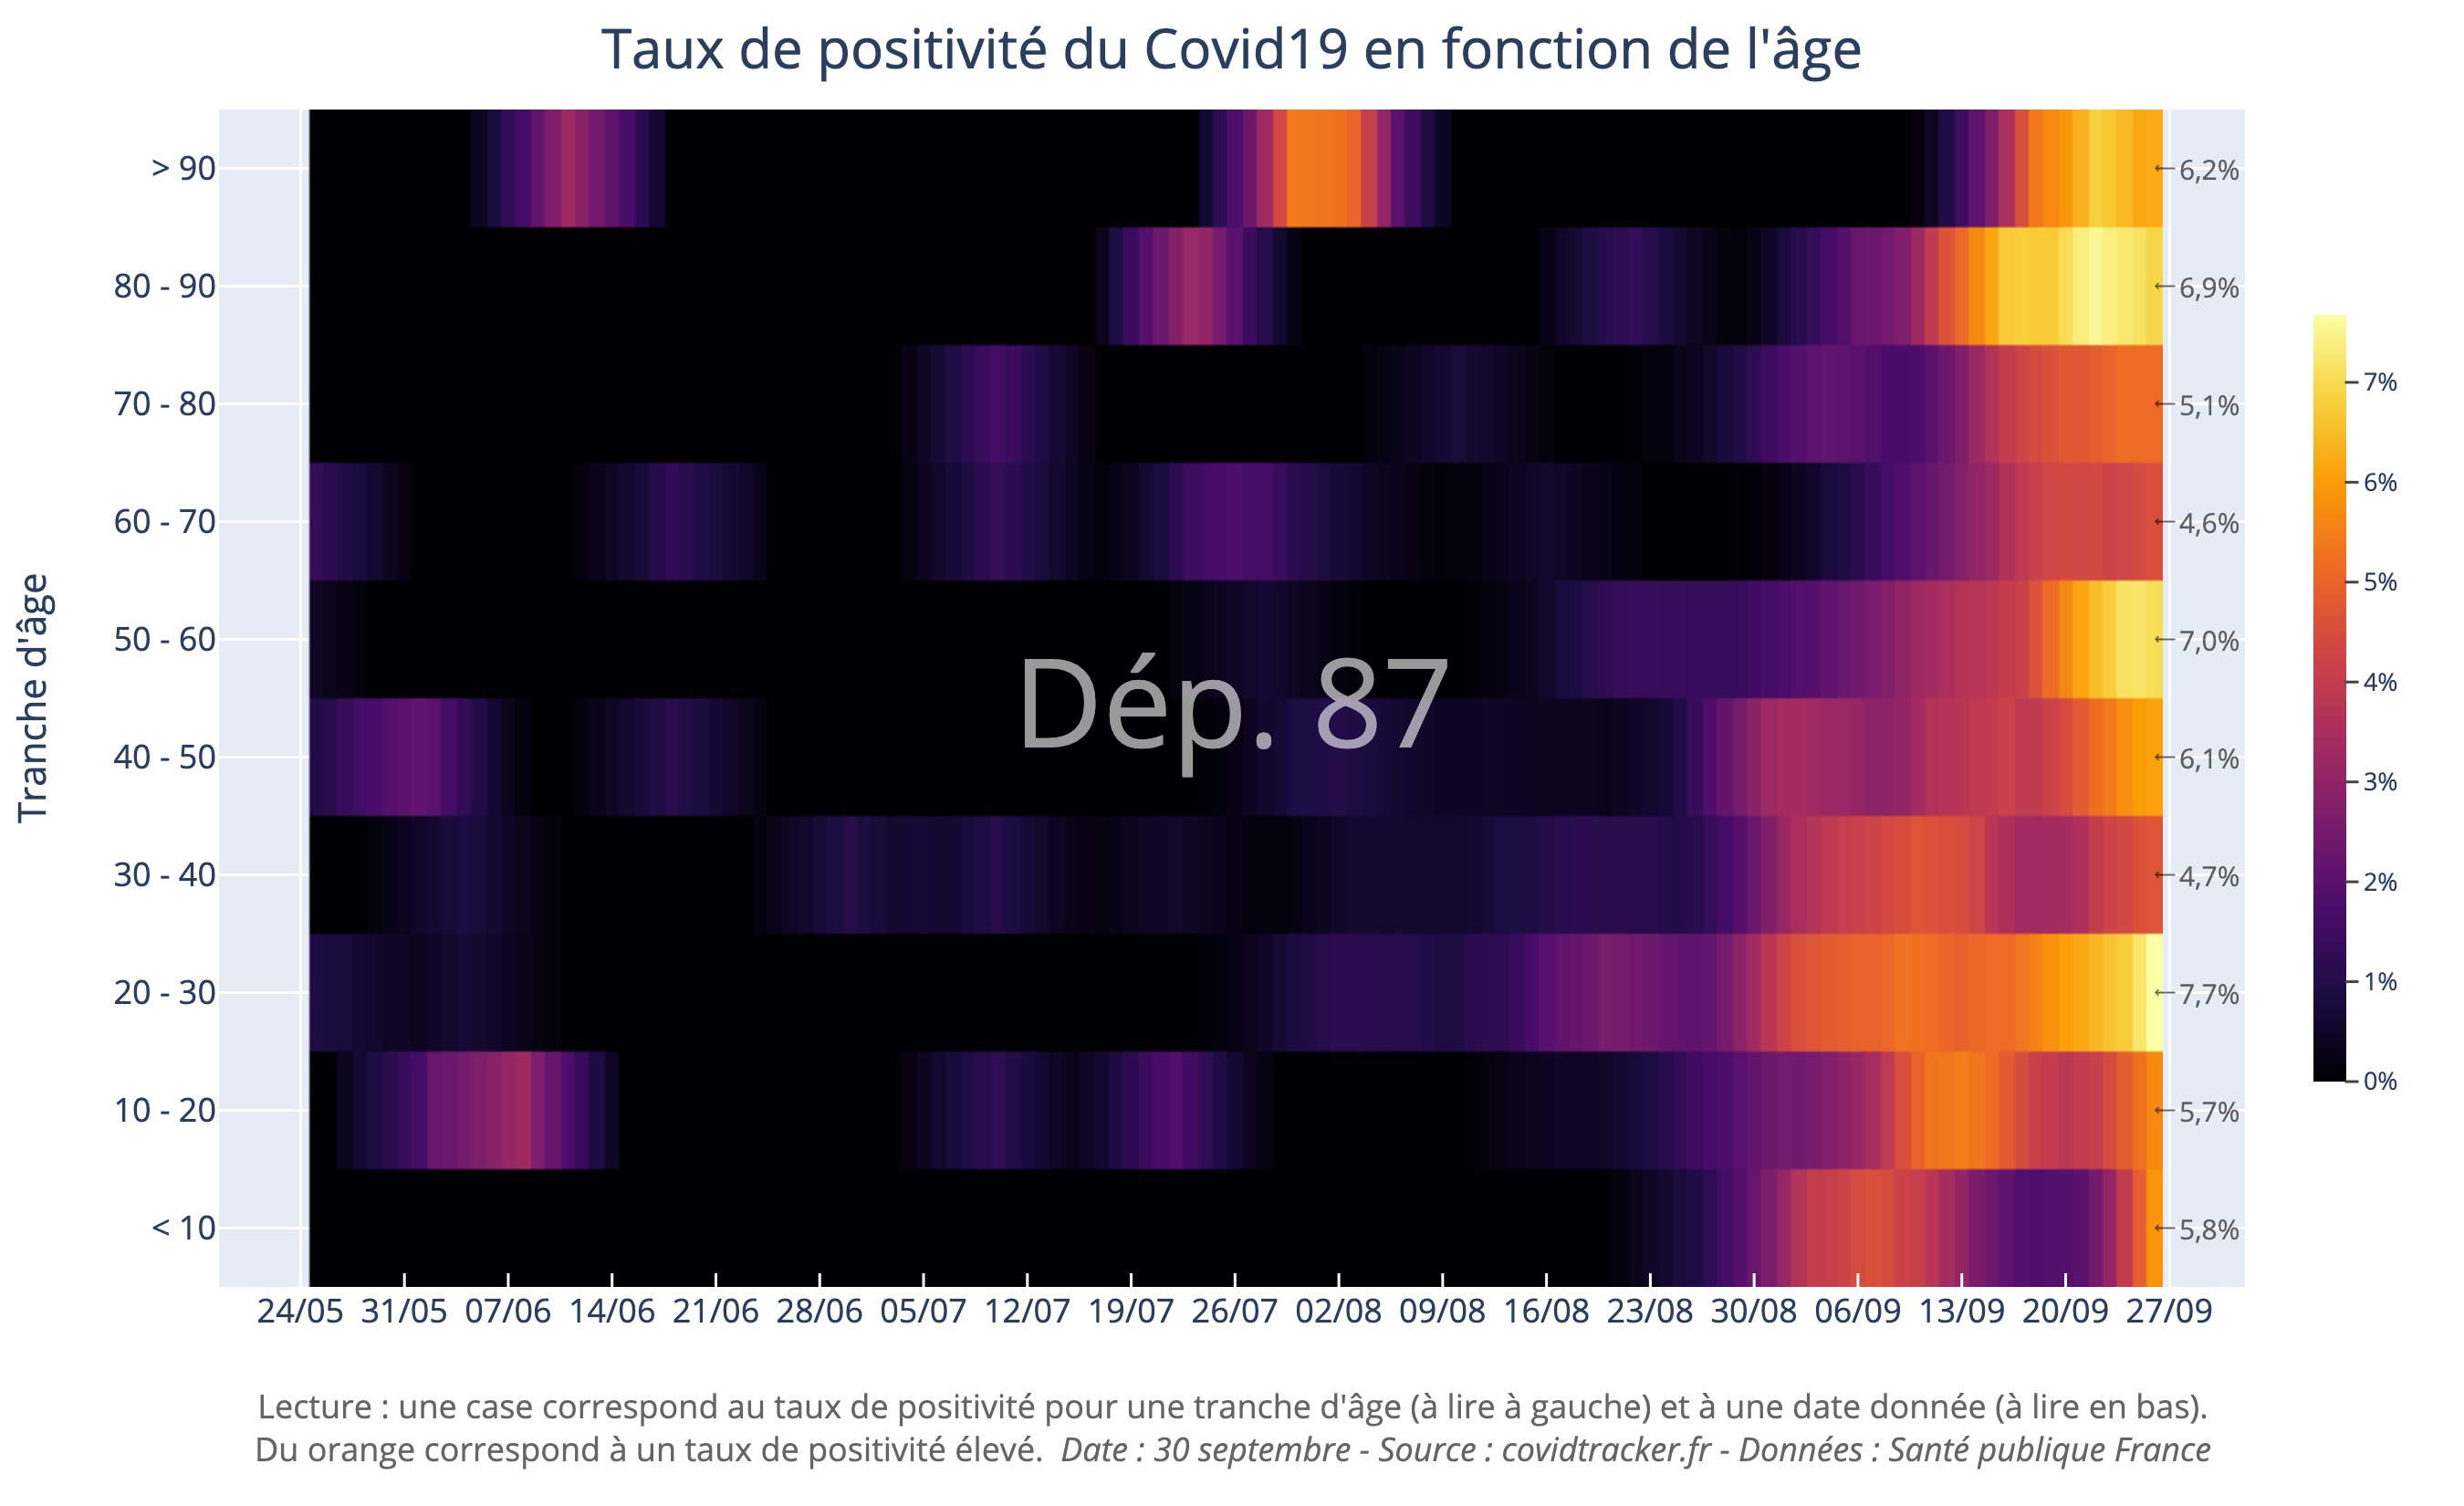 Taux de positivité du Covid19 en fonction de l'âge
Tranche d'âge
> 90
80 - 90
70 - 80
60 - 70
50 - 60
40 - 50
30 - 40
20 - 30
10 - 20
< 10
Dép. 87
6,2%
6,9%
5,1%
4,6%
7,0%
6,1%
4,7%
7,7%
5,7%
5,8%
7%
6%
5%
4%
3%
2%
1%
0%
24/05 31/05 07/06 14/06 21/06 28/06 05/07 12/07 19/07 26/07 02/08 09/08 16/08 23/08 30/08 06/09 13/09 20/09 27/09
Lecture : une case correspond au taux de positivité pour une tranche d'âge (à lire à gauche) et à une date donnée (à lire en bas).
Du orange correspond à un taux de positivité élevé. Date : 30 septembre - Source : covidtracker.fr - Données : Santé publique France